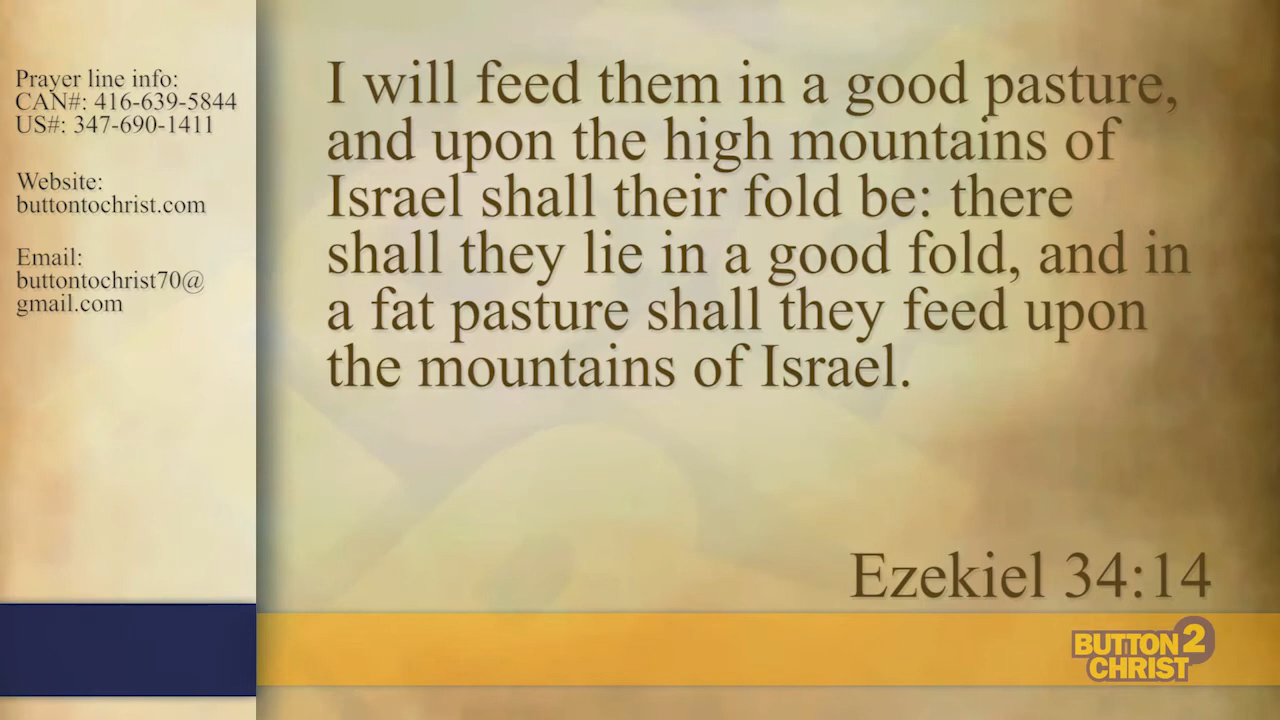 Prayer line info:
CAN#: 416-639-5844
US#: 347-690-1411
Website:
buttontochrist.com
Email:
buttontochrist70@
gmail.com
I will feed them in a good pasture,
and upon the high mountains of
Israel shall their fold be: there
shall they lie in a good fold, and in
a fat pasture shall they feed upon
the mountains of Israel.
Ezekiel 34:14
BUTTON 2
CHRIST